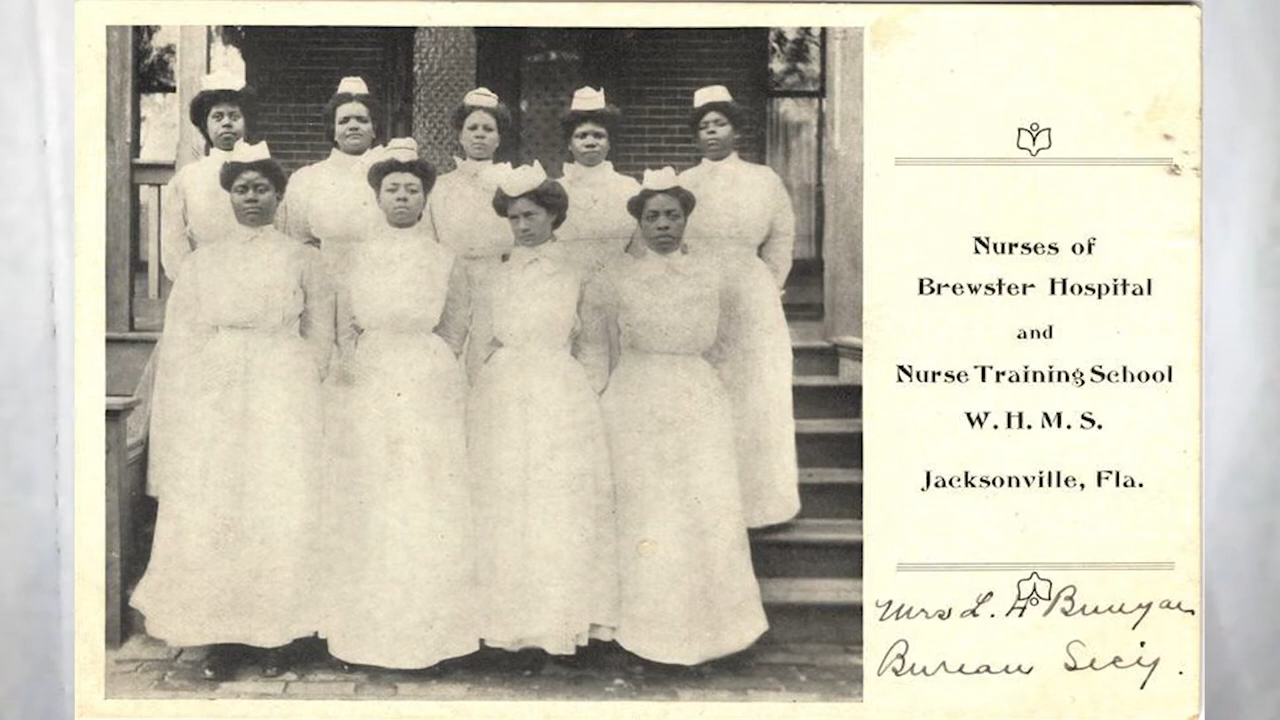 Nurses of
Brewster Hospital
and
Nurse Training School
W. H. M. S.
Jacksonville, Fla.
Mrs L. A Bunyan
Bureau Secy.